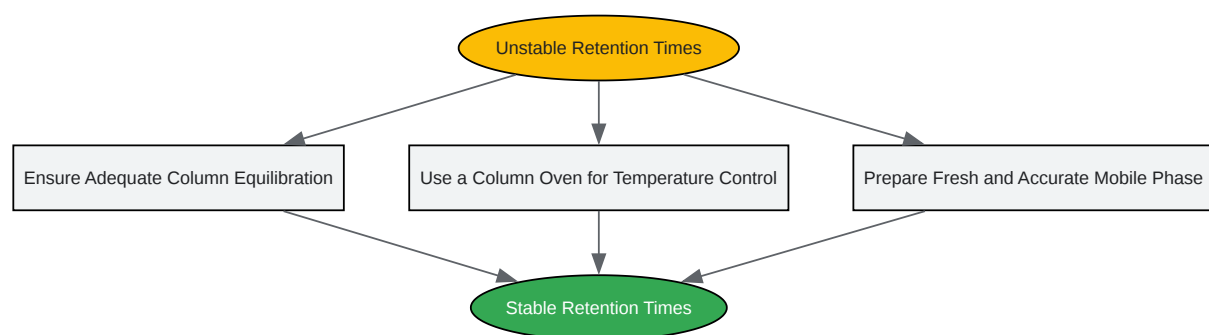 Unstable Retention Times
Ensure Adequate Column Equilibration
Use a Column Oven for Temperature Control
Prepare Fresh and Accurate Mobile Phase
Stable Retention Times